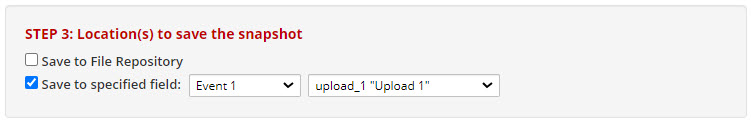 STEP 3: Location(s) to save the snapshot
Save to File Repository
Save to specified field: Event 1 upload_1 "Upload 1"